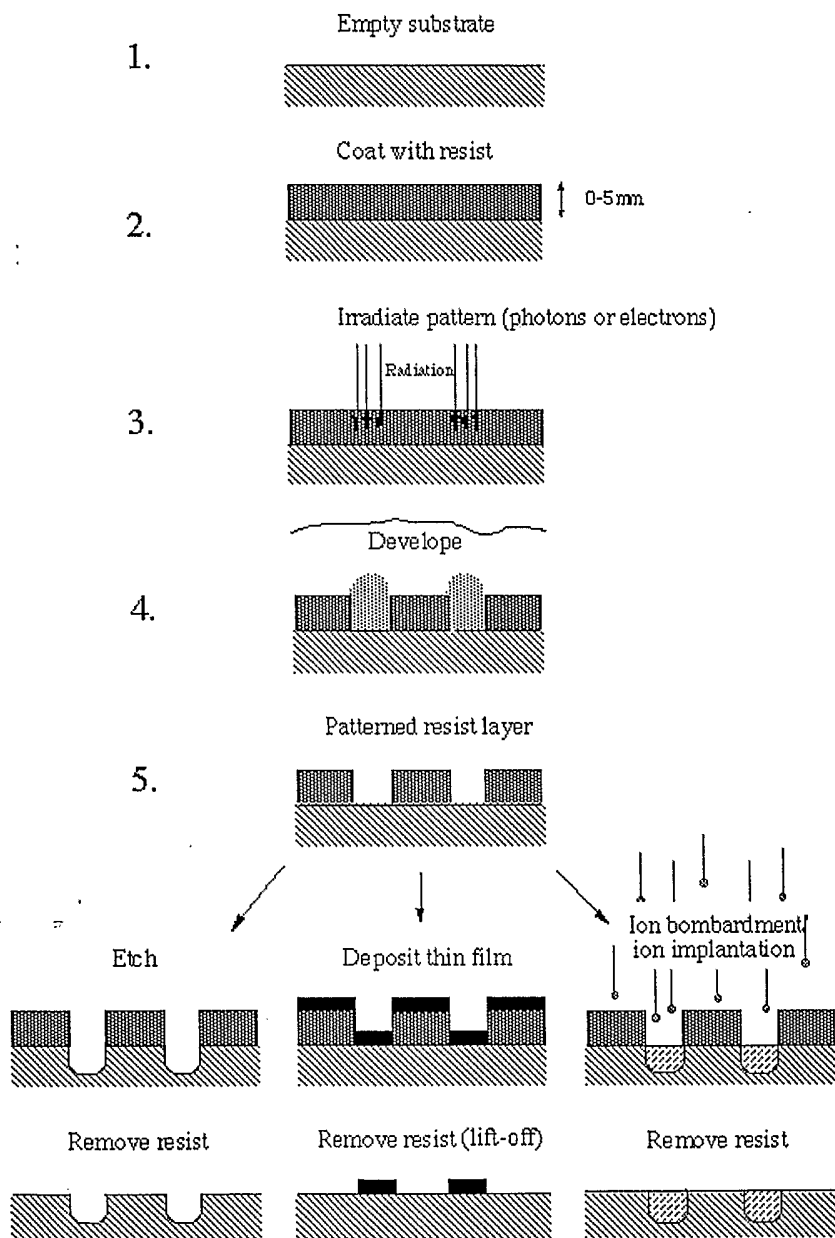 Empty substrate
1.
Coat with resist
0-5mm
2.
Irradiate pattern (photons or electrons)
Radiation
3.
Develope
4.
Patterned resist layer
5.
Etch
Deposit thin film
Ion bombardment/
ion implantation
Remove resist
Remove resist (lift-off)
Remove resist